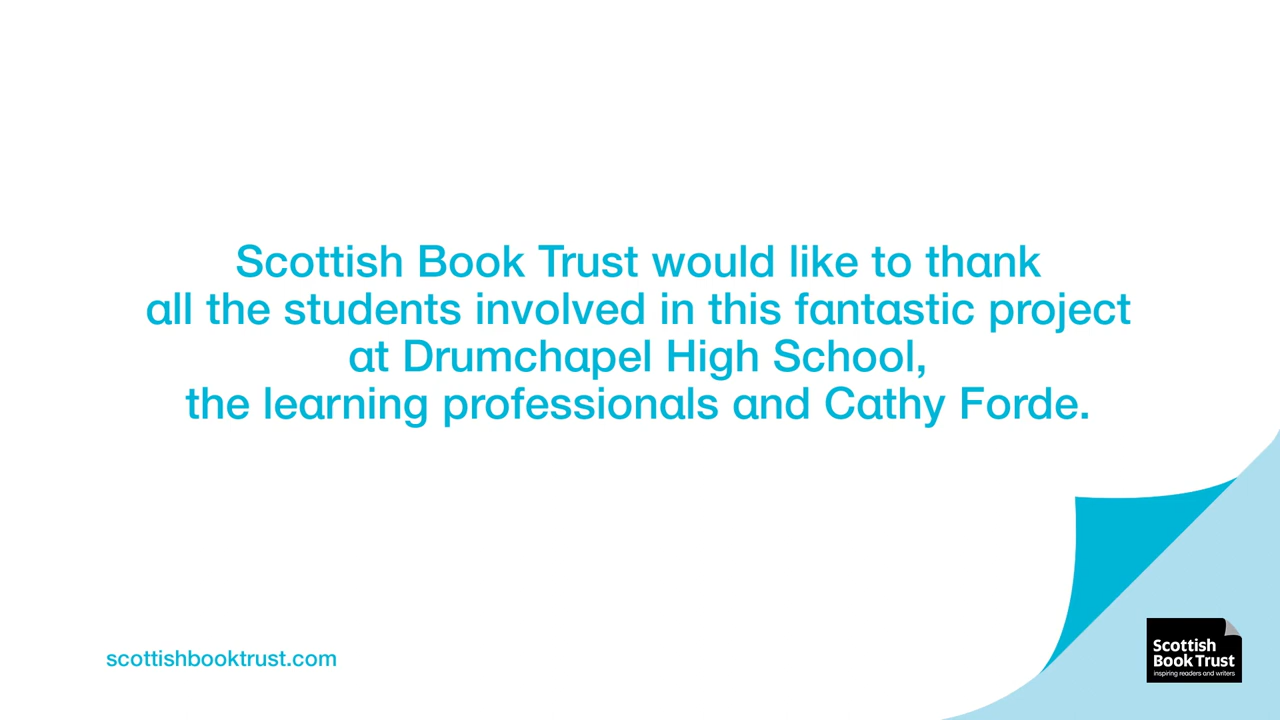 Scottish Book Trust would like to thank
all the students involved in this fantastic project
at Drumchapel High School,
the learning professionals and Cathy Forde.
scottishbooktrust.com
Scottish
Book Trust
inspiring readers and writers